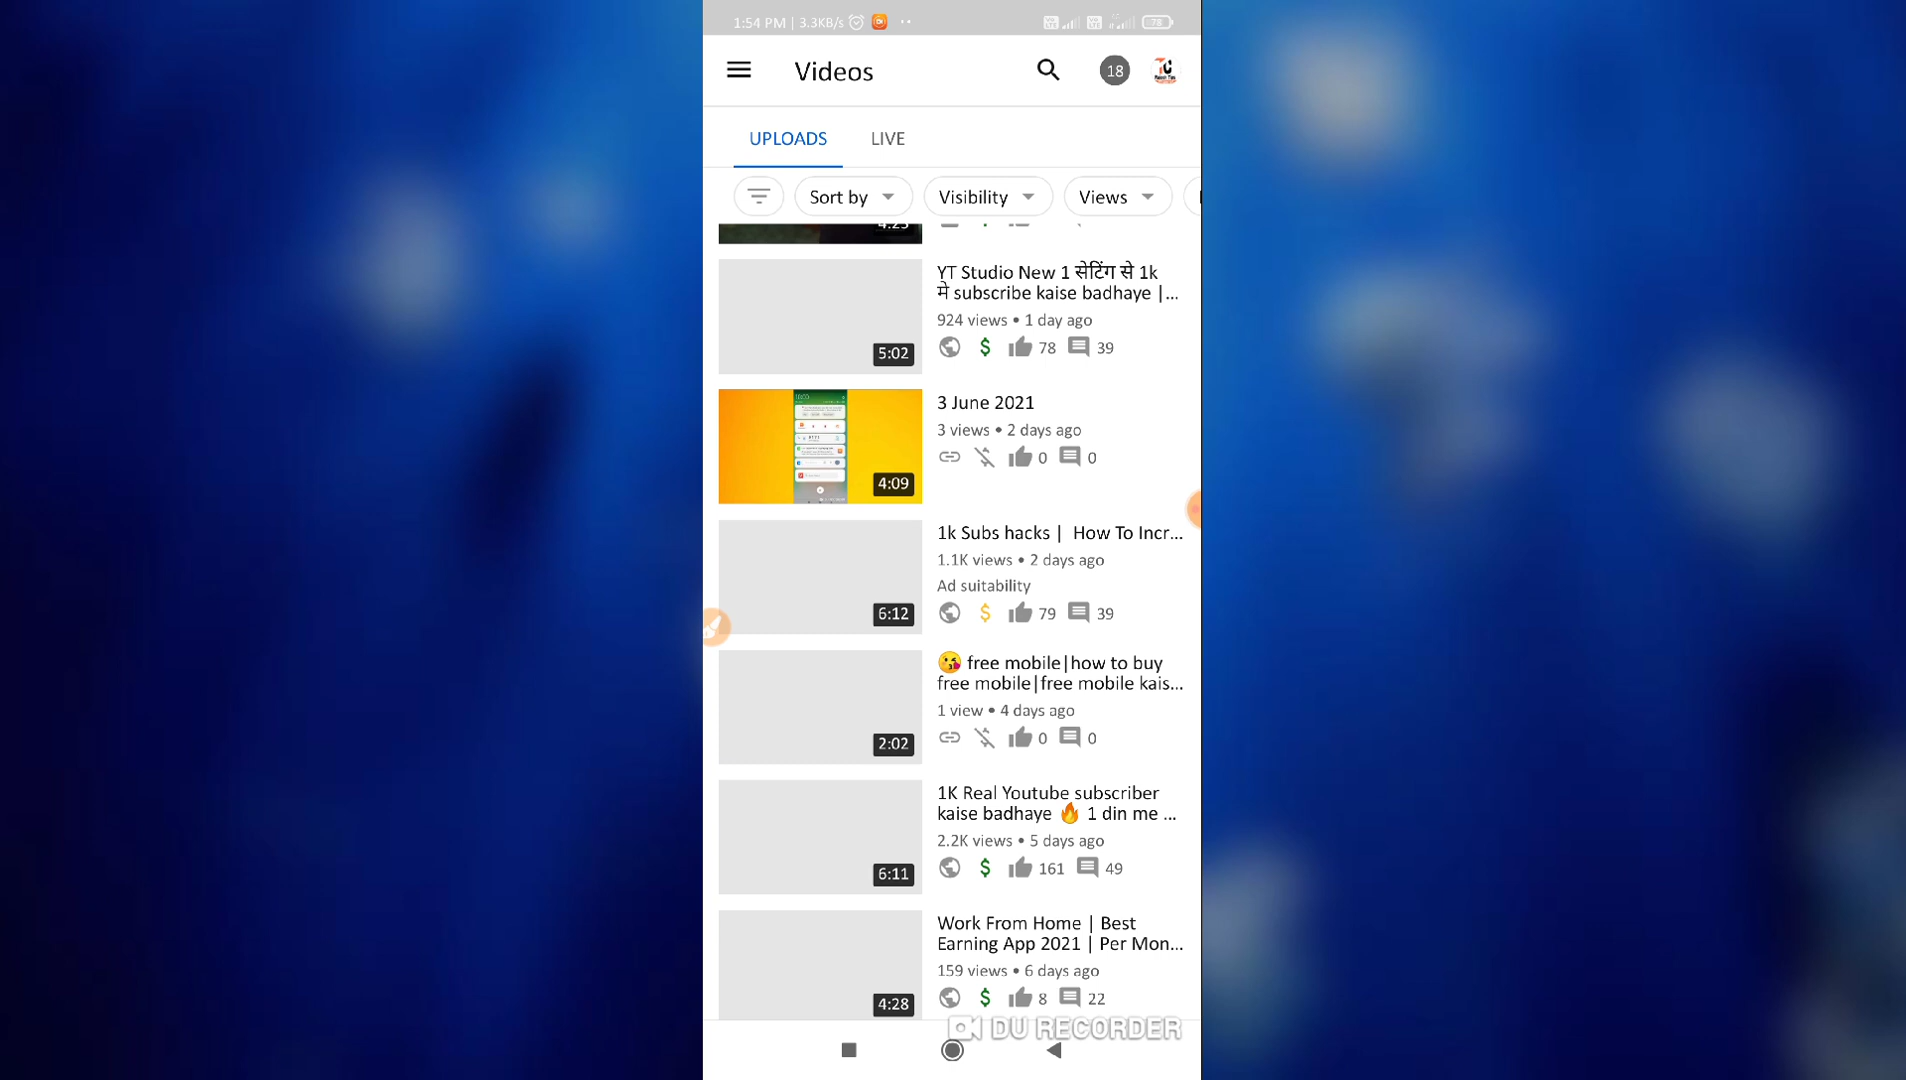 1:54 PM | 3.3KB/s
78
Videos
18
UPLOADS
LIVE
Sort by
Visibility
Views
4:23
YT Studio New 1 सेटिंग से 1k
मे subscribe kaise badhaye |...
924 views • 1 day ago
5:02
78
39
3 June 2021
3 views • 2 days ago
0
0
4:09
1k Subs hacks | How To Incr...
1.1K views • 2 days ago
Ad suitability
6:12
79
39
😘 free mobile|how to buy
free mobile|free mobile kais...
1 view • 4 days ago
0
0
2:02
1K Real Youtube subscriber
kaise badhaye 🔥 1 din me ...
2.2K views • 5 days ago
6:11
161
49
Work From Home | Best
Earning App 2021 | Per Mon...
159 views • 6 days ago
4:28
8
22
DU RECORDER